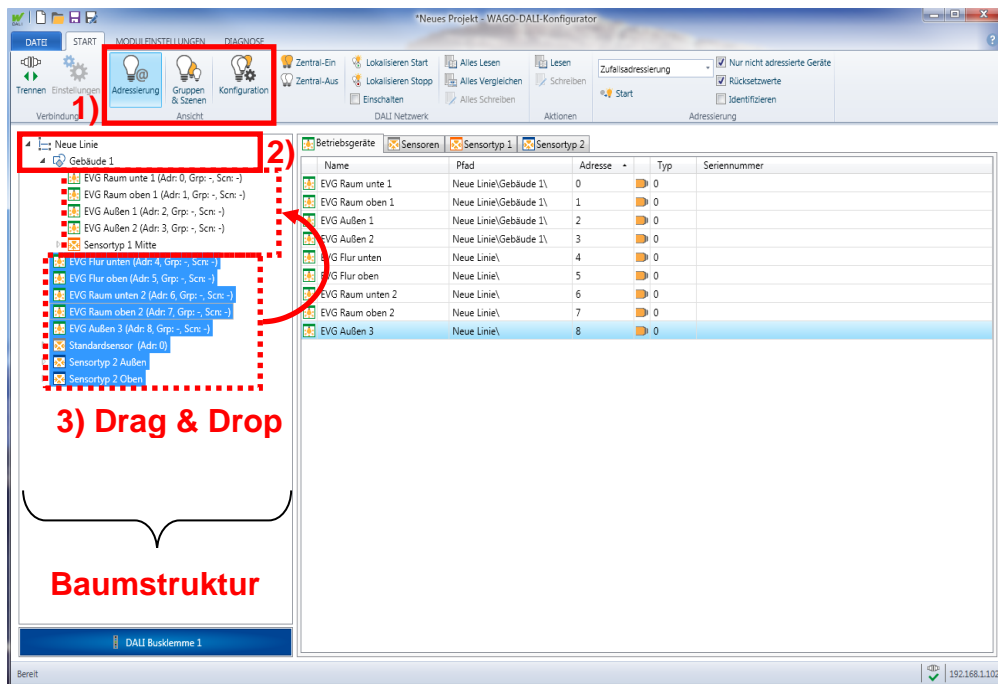 *Neues Projekt - WAGO-DALI-Konfigurator
DATEI START MODULEINSTELLUNGEN DIAGNOSE
Trennen Einstellungen
Verbindung
1)
Adressierung Gruppen & Szenen Konfiguration
Ansicht
Zentral-Ein Lokalisieren Start Alles Lesen
Zentral-Aus Lokalisieren Stopp Alles Vergleichen
Einschalten Alles Schreiben
DALI Netzwerk
Lesen
Schreiben
Aktionen
Zufallsadressierung Nur nicht adressierte Geräte
Start Rücksetzwerte
Identifizieren
Adressierung
Neue Linie
Gebäude 1
2)
EVG Raum unte 1 (Adr: 0, Grp: -, Scn: -)
EVG Raum oben 1 (Adr: 1, Grp: -, Scn: -)
EVG Außen 1 (Adr: 2, Grp: -, Scn: -)
EVG Außen 2 (Adr: 3, Grp: -, Scn: -)
Sensortyp 1 Mitte
EVG Flur unten (Adr: 4, Grp: -, Scn: -)
EVG Flur oben (Adr: 5, Grp: -, Scn: -)
EVG Raum unten 2 (Adr: 6, Grp: -, Scn: -)
EVG Raum oben 2 (Adr: 7, Grp: -, Scn: -)
EVG Außen 3 (Adr: 8, Grp: -, Scn: -)
Standardsensor (Adr: 0)
Sensortyp 2 Außen
Sensortyp 2 Oben
3) Drag & Drop
Baumstruktur
DALI Busklemme 1
Betriebsgeräte Sensoren Sensortyp 1 Sensortyp 2
Name Pfad Adresse Typ Seriennummer
EVG Raum unte 1 Neue Linie\Gebäude 1\ 0 0
EVG Raum oben 1 Neue Linie\Gebäude 1\ 1 0
EVG Außen 1 Neue Linie\Gebäude 1\ 2 0
EVG Außen 2 Neue Linie\Gebäude 1\ 3 0
EVG Flur unten Neue Linie\ 4 0
EVG Flur oben Neue Linie\ 5 0
EVG Raum unten 2 Neue Linie\ 6 0
EVG Raum oben 2 Neue Linie\ 7 0
EVG Außen 3 Neue Linie\ 8 0
Bereit 192.168.1.102